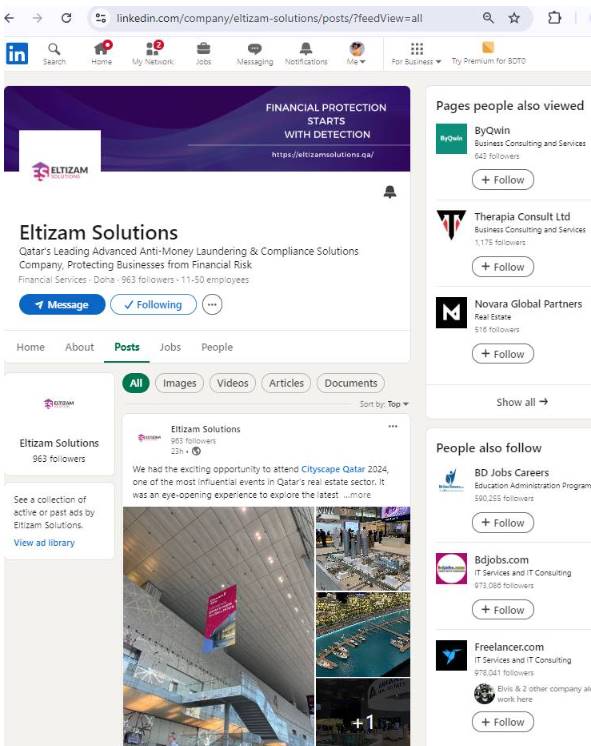 linkedin.com/company/eltizam-solutions/posts/?feedView=all
in
2
Search
Home
My Network
Jobs
Messaging
Notifications
Me
For Business
Try Premium for BDT0
FINANCIAL PROTECTION
STARTS
WITH DETECTION
https://eltizamsolutions.qa/
ES ELTIZAM
SOLUTIONS
Eltizam Solutions
Qatar's Leading Advanced Anti-Money Laundering & Compliance Solutions
Company, Protecting Businesses from Financial Risk
Financial Services · Doha · 963 followers · 11-50 employees
Message
Following
Home
About
Posts
Jobs
People
Eltizam Solutions
963 followers
See a collection of
active or past ads by
Eltizam Solutions.
View ad library
All
Images
Videos
Articles
Documents
Sort by: Top
Eltizam Solutions
963 followers
23h •
We had the exciting opportunity to attend Cityscape Qatar 2024,
one of the most influential events in Qatar's real estate sector. It
was an eye-opening experience to explore the latest ...more
+1
Pages people also viewed
ByQwin
ByQwin
Business Consulting and Services
643 followers
+ Follow
Therapia Consult Ltd
Business Consulting and Services
1,175 followers
+ Follow
Novara Global Partners
Real Estate
516 followers
+ Follow
Show all →
People also follow
BD Jobs Careers
Education Administration Program
590,255 followers
+ Follow
Bdjobs.com
Bdjobs.com
IT Services and IT Consulting
973,086 followers
+ Follow
Freelancer.com
IT Services and IT Consulting
978,041 followers
Elvis & 2 other company al
work here
+ Follow